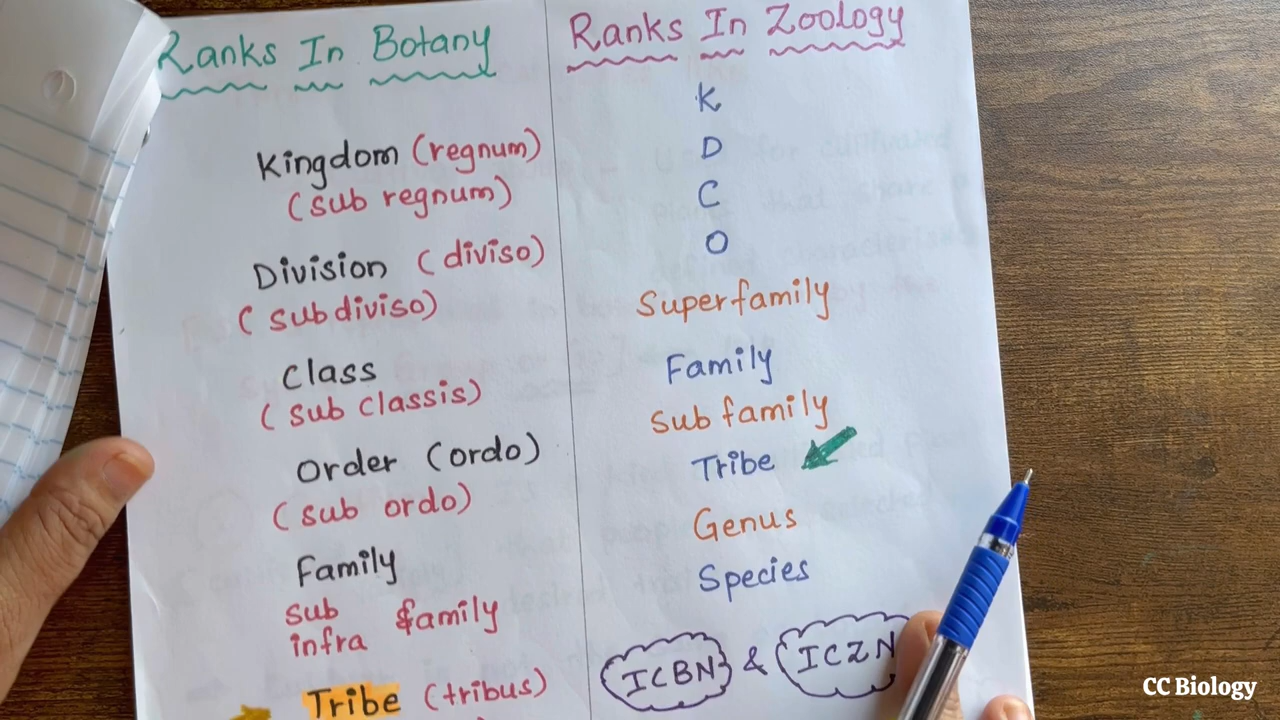 Ranks In Botany
Kingdom (regnum)
(sub regnum)
Division (diviso)
(subdiviso)
Class
(sub classis)
Order (ordo)
(sub ordo)
Family
sub family
infra
Tribe (tribus)
Ranks In Zoology
K
D
C
O
Superfamily
Family
Sub family
Tribe
Genus
Species
ICBN & ICZN
CC Biology